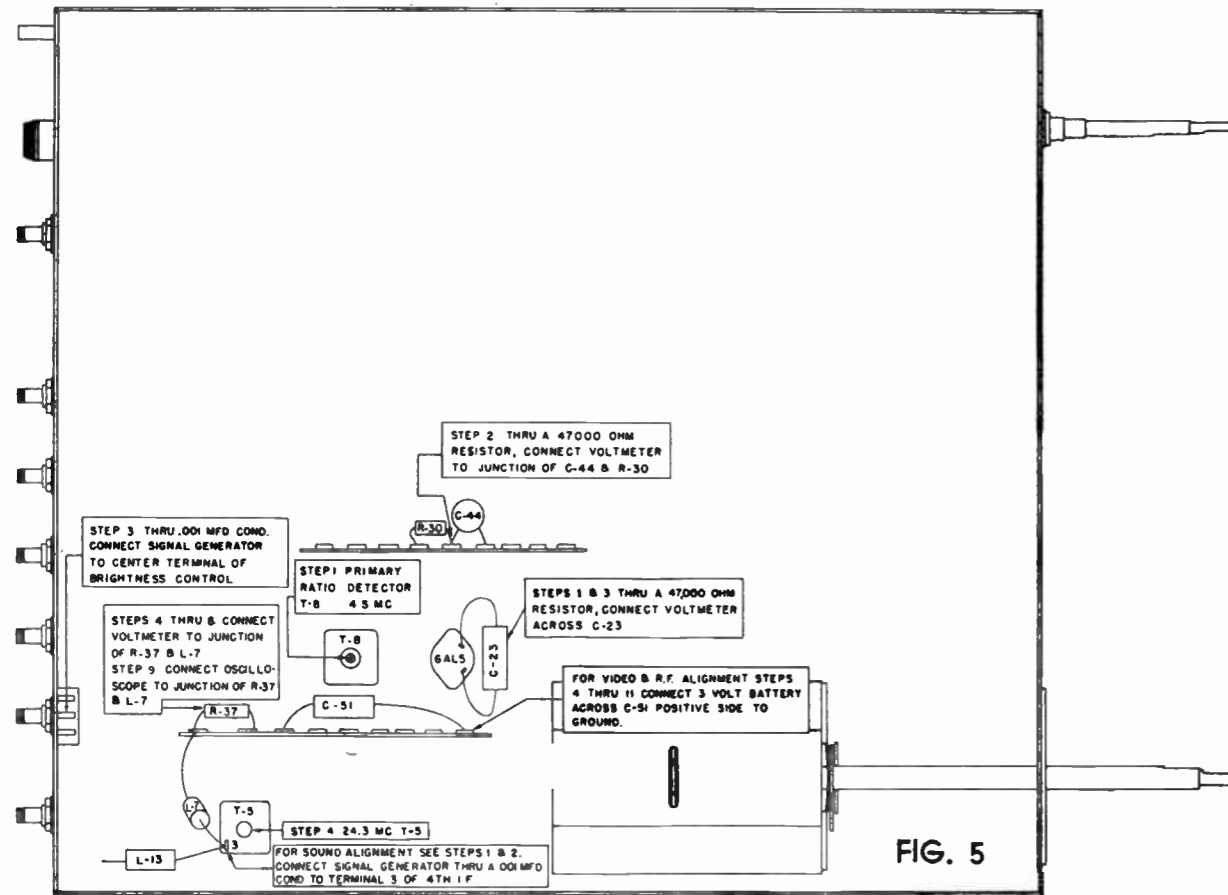 STEP 2 THRU A 47000 OHM
RESISTOR, CONNECT VOLTMETER
TO JUNCTION OF C-44 & R-30
C-44
R-30
STEP 3 THRU .001 MFD COND.
CONNECT SIGNAL GENERATOR
TO CENTER TERMINAL OF
BRIGHTNESS CONTROL
STEP 1 PRIMARY
RATIO DETECTOR
T-8 4.5 MC
STEPS 1 & 3 THRU A 47,000 OHM
RESISTOR, CONNECT VOLTMETER
ACROSS C-23
STEPS 4 THRU 8 CONNECT
VOLTMETER TO JUNCTION
OF R-37 & L-7
STEP 9 CONNECT OSCILLO-
SCOPE TO JUNCTION OF R-37
& L-7
T-8
6AL5
C-23
FOR VIDEO & R.F. ALIGNMENT STEPS
4 THRU 11 CONNECT 3 VOLT BATTERY
ACROSS C-51 POSITIVE SIDE TO
GROUND.
R-37
C-51
L-7
T-5
STEP 4 24.3 MC T-5
3
L-13
FOR SOUND ALIGNMENT SEE STEPS 1 & 2.
CONNECT SIGNAL GENERATOR THRU A .001 MFD
COND TO TERMINAL 3 OF 4TH I F
FIG. 5